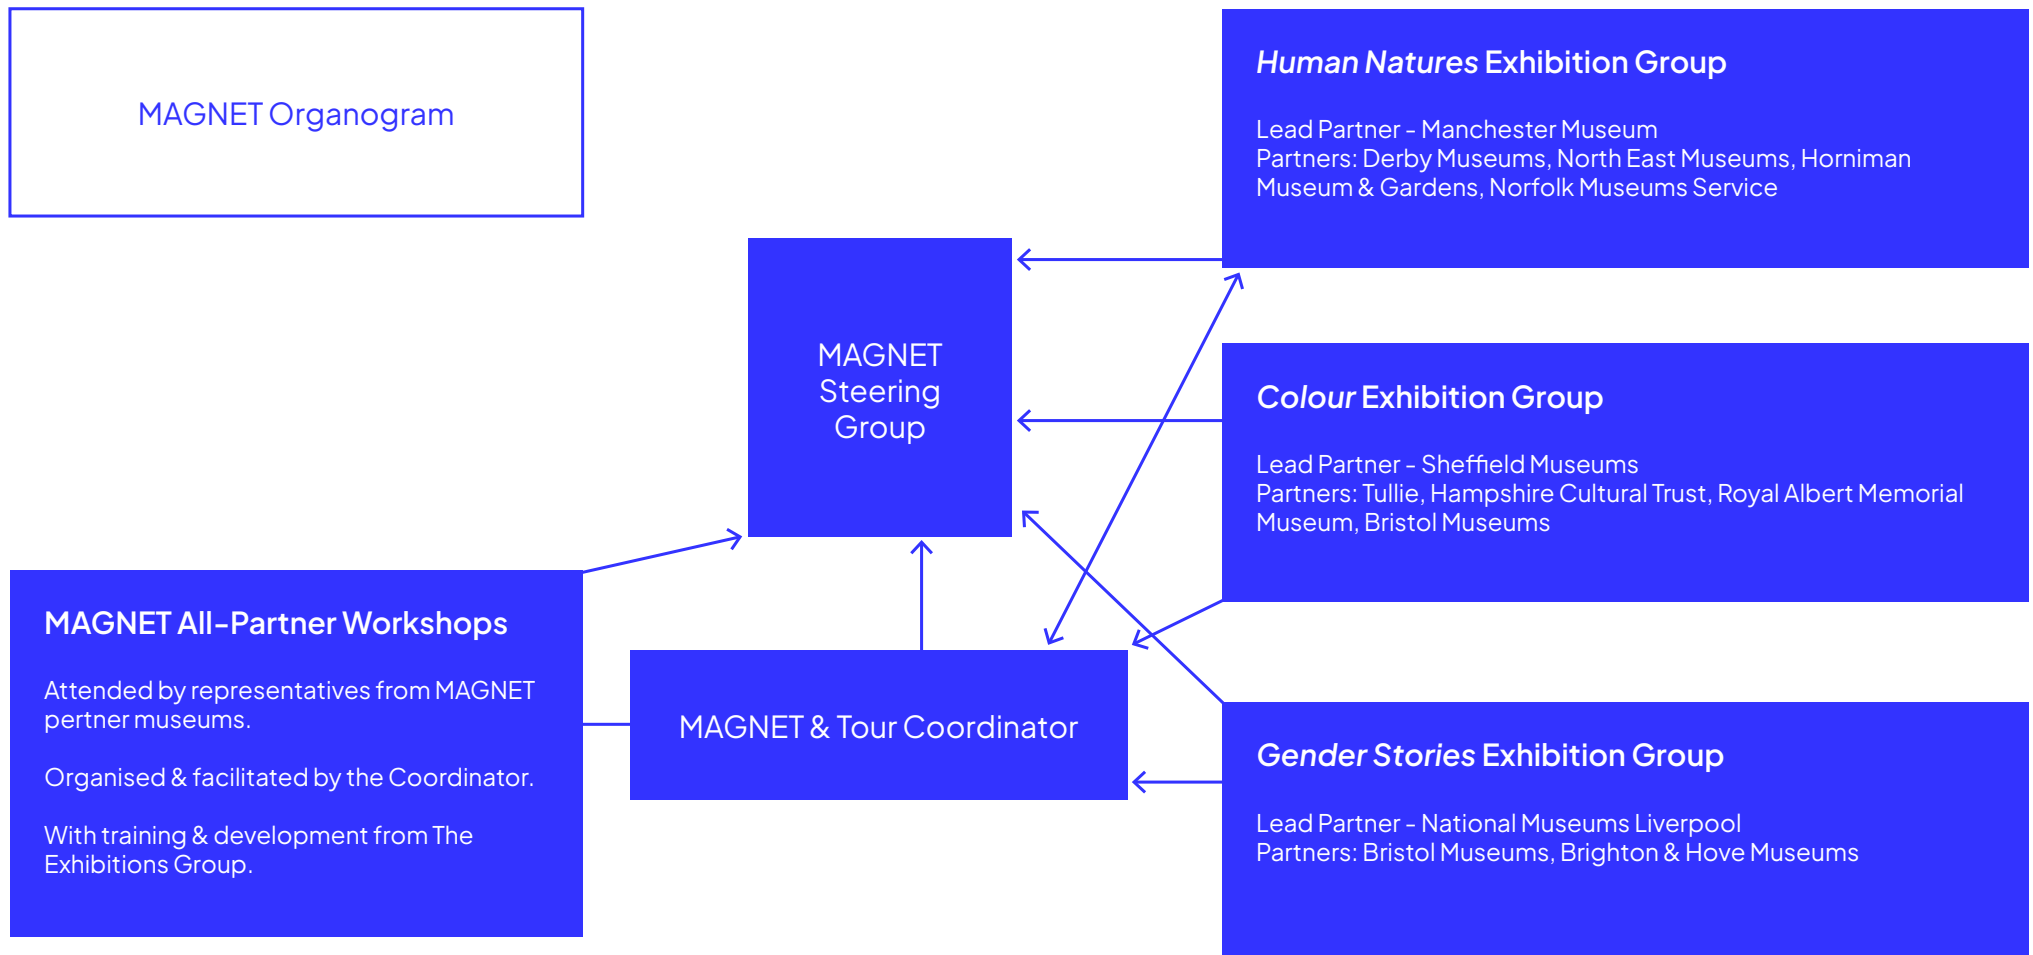 MAGNET Organogram
Human Natures Exhibition Group
Lead Partner - Manchester Museum
Partners: Derby Museums, North East Museums, Horniman
Museum & Gardens, Norfolk Museums Service
MAGNET
Steering
Group
Colour Exhibition Group
Lead Partner - Sheffield Museums
Partners: Tullie, Hampshire Cultural Trust, Royal Albert Memorial
Museum, Bristol Museums
MAGNET All-Partner Workshops
Attended by representatives from MAGNET
pertner museums.
Organised & facilitated by the Coordinator.
With training & development from The
Exhibitions Group.
MAGNET & Tour Coordinator
Gender Stories Exhibition Group
Lead Partner - National Museums Liverpool
Partners: Bristol Museums, Brighton & Hove Museums